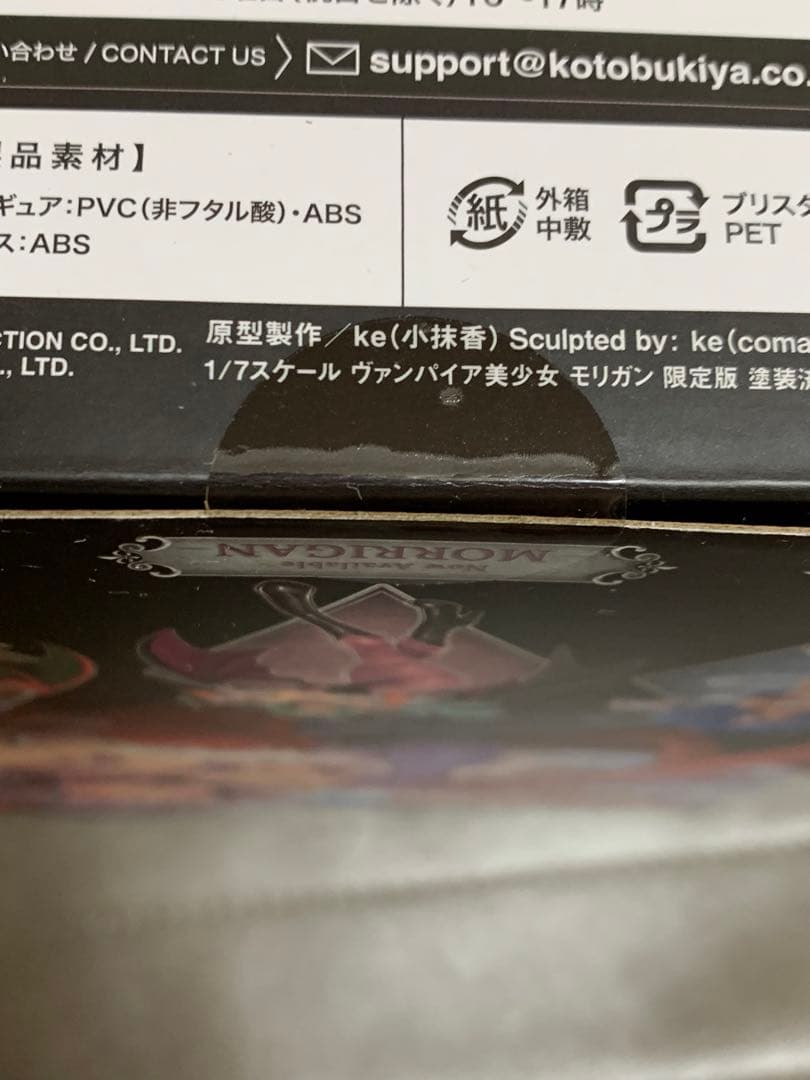 い合わせ / CONTACT US 〉 support@kotobukiya.co.
品素材】
ギュア：PVC（非フタル酸）・ABS
ス：ABS
紙 外箱
中敷
プラ ブリスタ
PET
CTION CO., LTD.
., LTD.
原型製作／ke（小抹香） Sculpted by: ke（coma
1/7スケール ヴァンパイア美少女 モリガン 限定版 塗装済
New Available
MORRIGAN